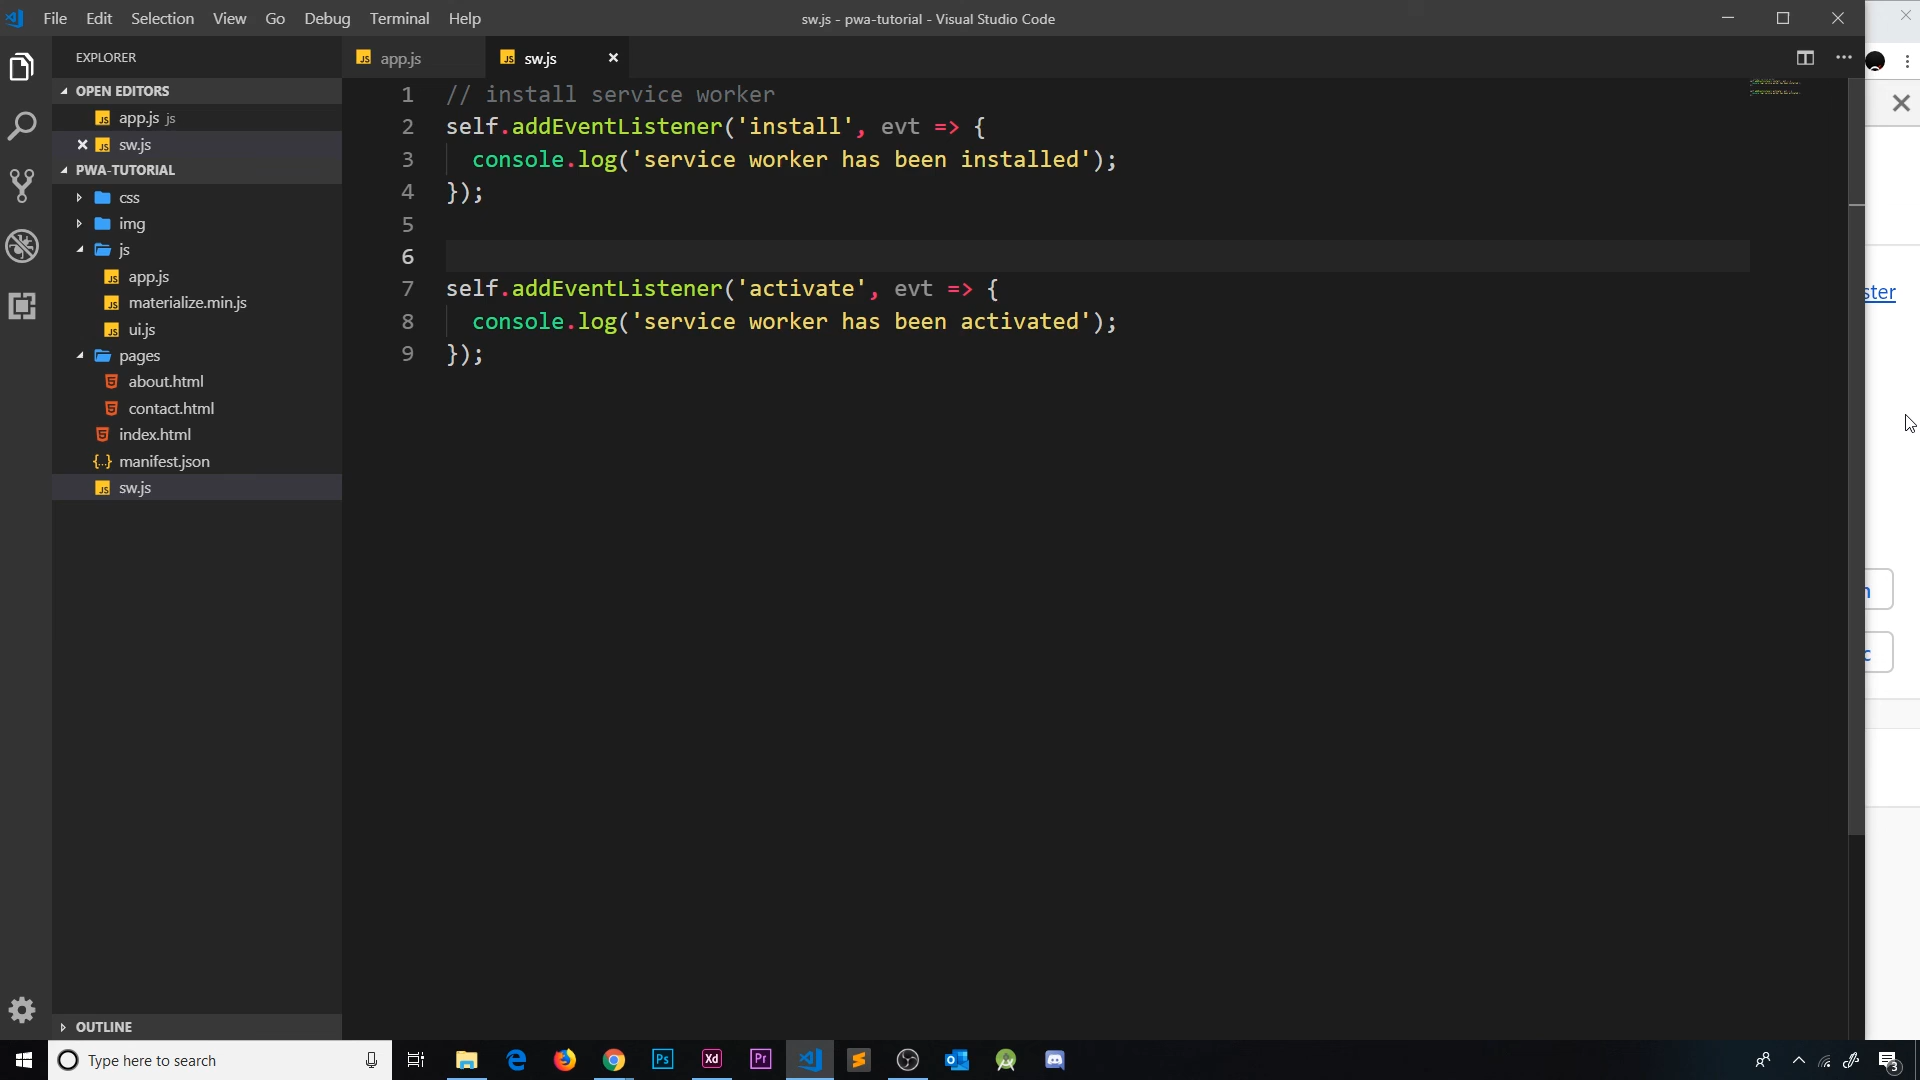 File Edit Selection View Go Debug Terminal Help
sw.js - pwa-tutorial - Visual Studio Code
EXPLORER
OPEN EDITORS
app.js js
sw.js
PWA-TUTORIAL
css
img
js
app.js
materialize.min.js
ui.js
pages
about.html
contact.html
index.html
manifest.json
sw.js
OUTLINE
app.js
sw.js
1 // install service worker
2 self.addEventListener('install', evt => {
3 console.log('service worker has been installed');
4 });
5
6
7 self.addEventListener('activate', evt => {
8 console.log('service worker has been activated');
9 });
ster
Type here to search
Ps
Xd
Pr
3